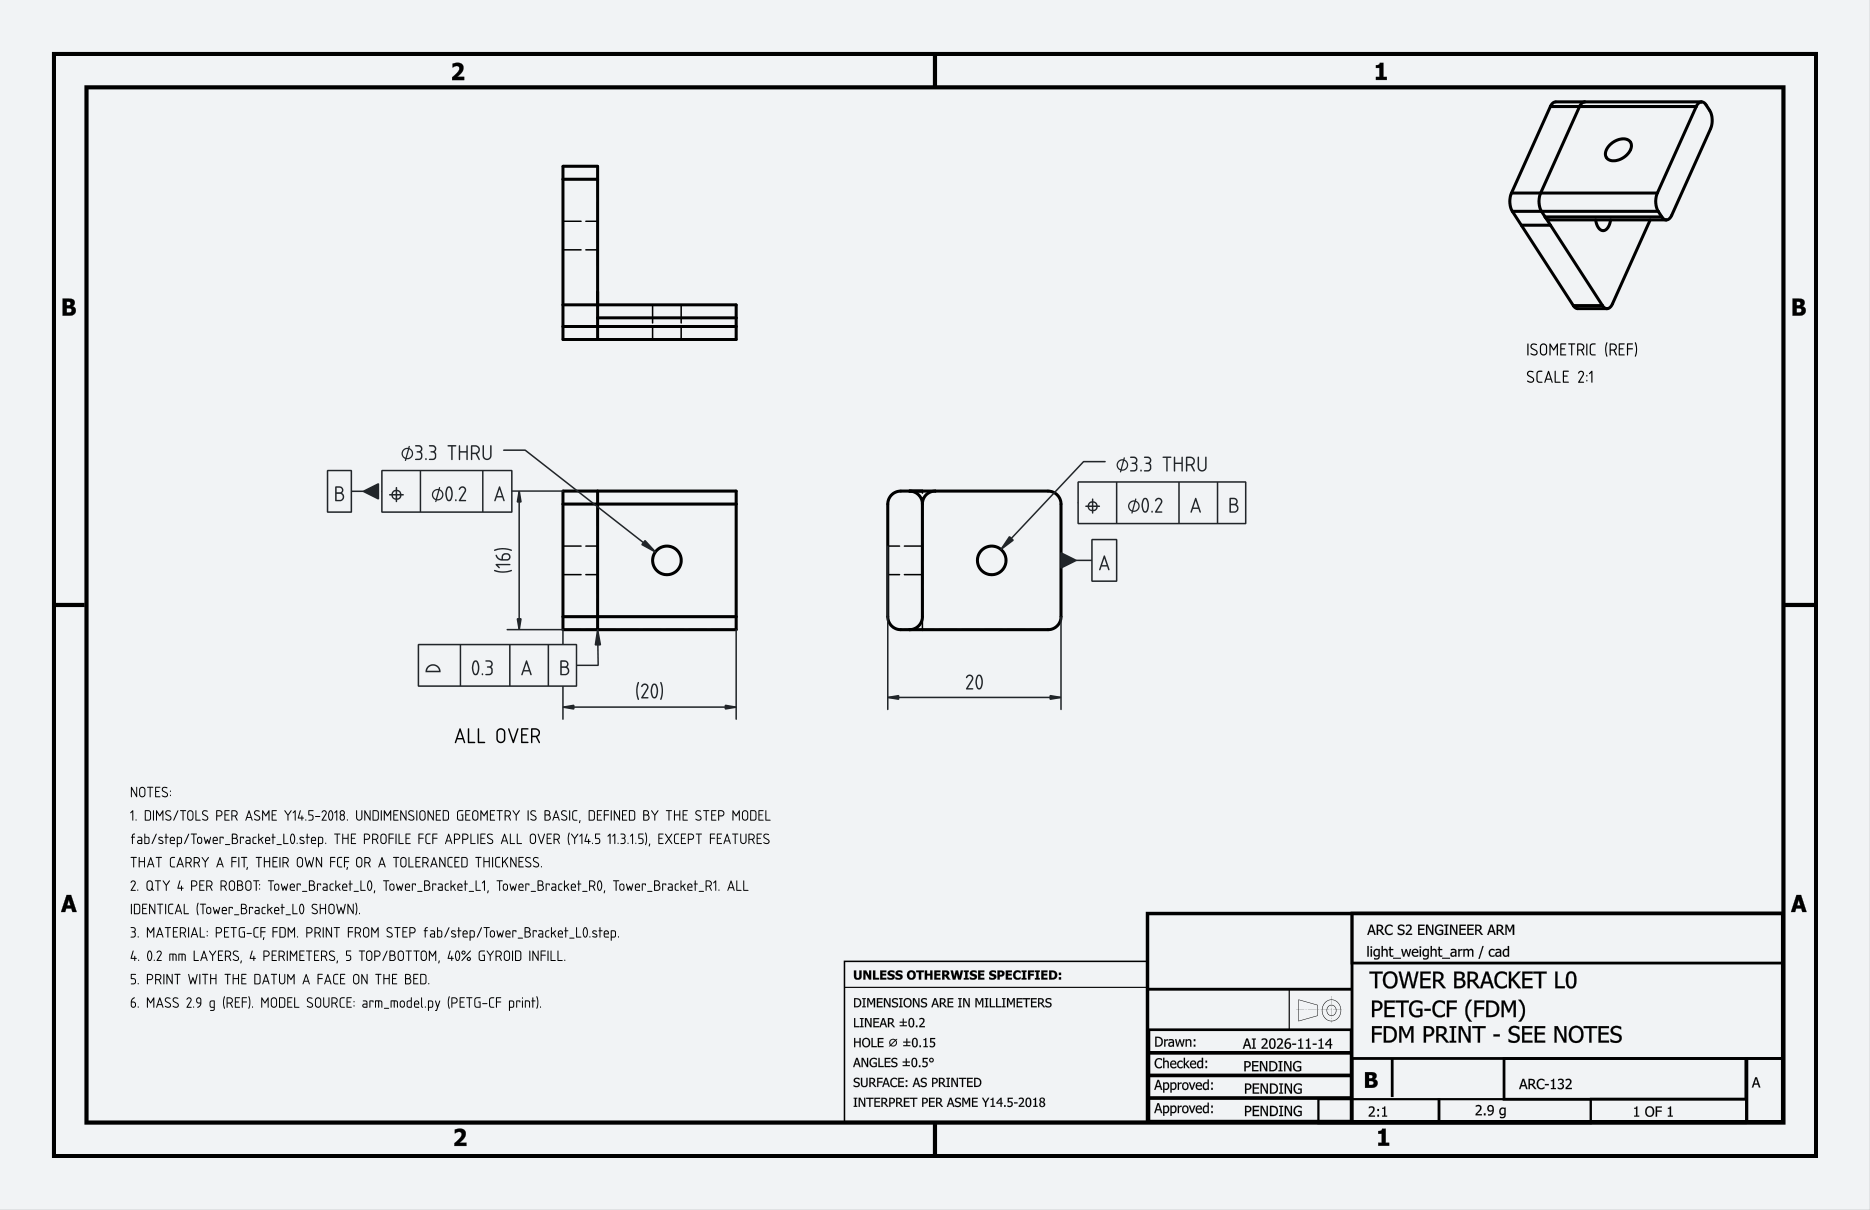 2
1
B
B
ISOMETRIC (REF)
SCALE 2:1
⌀3.3 THRU
B
⌖ ⌀0.2 A
(16)
⌓ 0.3 A B
(20)
ALL OVER
⌀3.3 THRU
⌖ ⌀0.2 A B
A
20
NOTES:
1. DIMS/TOLS PER ASME Y14.5-2018. UNDIMENSIONED GEOMETRY IS BASIC, DEFINED BY THE STEP MODEL
fab/step/Tower_Bracket_L0.step. THE PROFILE FCF APPLIES ALL OVER (Y14.5 11.3.1.5), EXCEPT FEATURES
THAT CARRY A FIT, THEIR OWN FCF, OR A TOLERANCED THICKNESS.
2. QTY 4 PER ROBOT: Tower_Bracket_L0, Tower_Bracket_L1, Tower_Bracket_R0, Tower_Bracket_R1. ALL
IDENTICAL (Tower_Bracket_L0 SHOWN).
3. MATERIAL: PETG-CF, FDM. PRINT FROM STEP fab/step/Tower_Bracket_L0.step.
4. 0.2 mm LAYERS, 4 PERIMETERS, 5 TOP/BOTTOM, 40% GYROID INFILL.
5. PRINT WITH THE DATUM A FACE ON THE BED.
6. MASS 2.9 g (REF). MODEL SOURCE: arm_model.py (PETG-CF print).
A
A
UNLESS OTHERWISE SPECIFIED:
DIMENSIONS ARE IN MILLIMETERS
LINEAR ±0.2
HOLE ⌀ ±0.15
ANGLES ±0.5°
SURFACE: AS PRINTED
INTERPRET PER ASME Y14.5-2018
Drawn: AI 2026-11-14
Checked: PENDING
Approved: PENDING
Approved: PENDING
ARC S2 ENGINEER ARM
light_weight_arm / cad
TOWER BRACKET L0
PETG-CF (FDM)
FDM PRINT - SEE NOTES
B ARC-132 A
2:1 2.9 g 1 OF 1
2
1